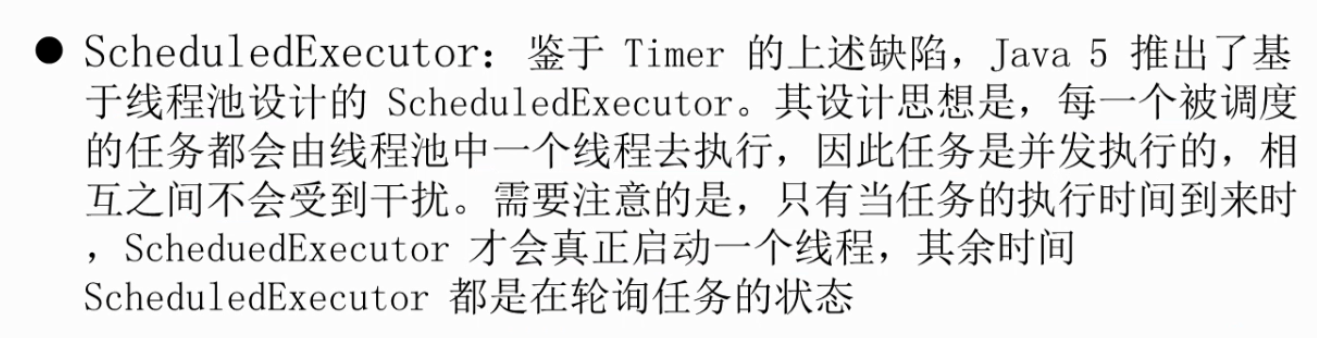 ● ScheduledExecutor：鉴于 Timer 的上述缺陷，Java 5 推出了基
于线程池设计的 ScheduledExecutor。其设计思想是，每一个被调度
的任务都会由线程池中一个线程去执行，因此任务是并发执行的，相
互之间不会受到干扰。需要注意的是，只有当任务的执行时间到来时
，ScheduedExecutor 才会真正启动一个线程，其余时间
ScheduledExecutor 都是在轮询任务的状态